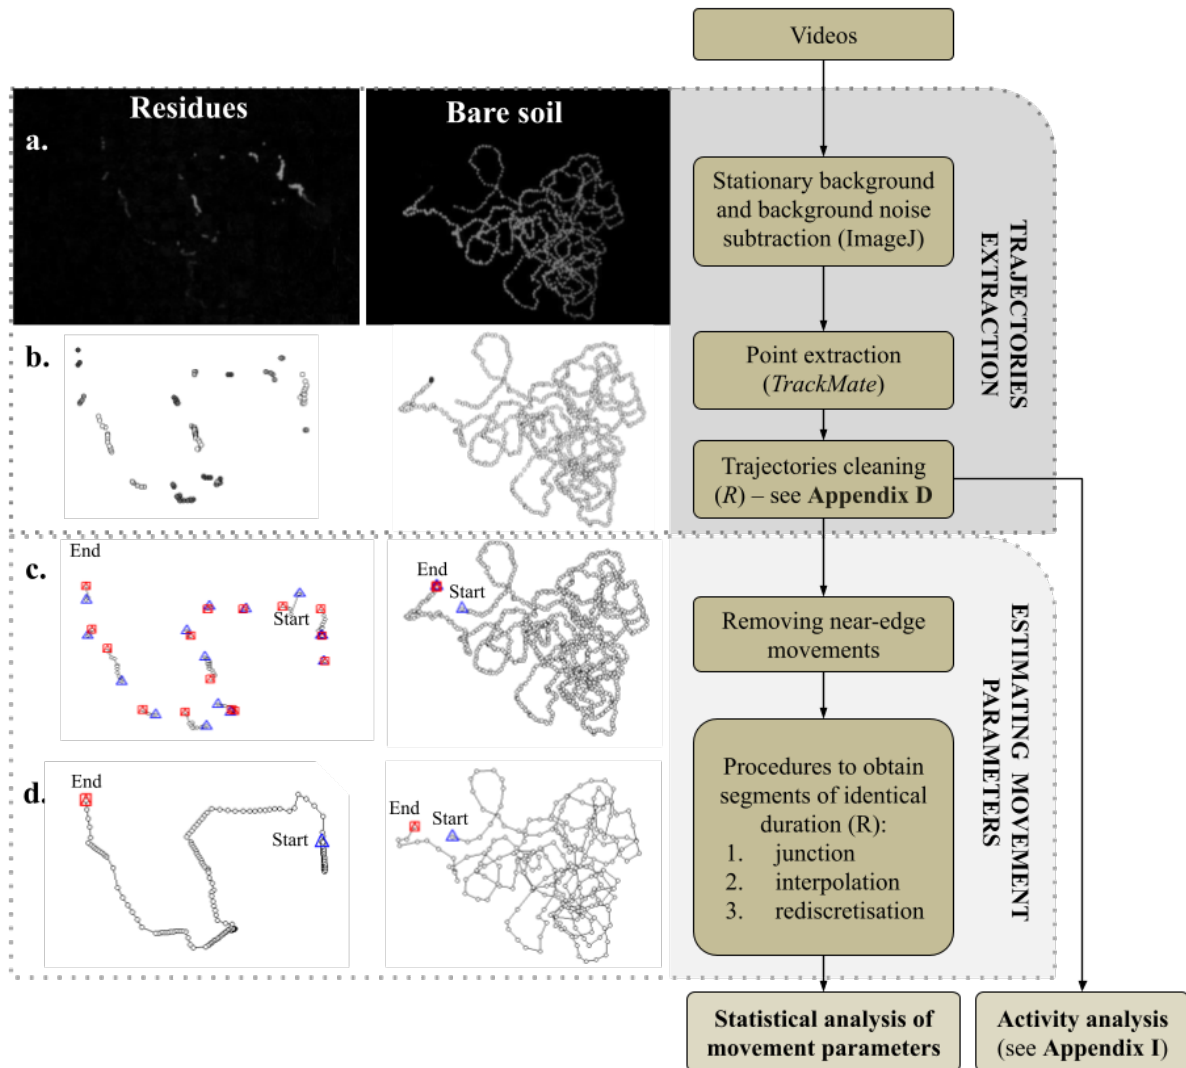 Videos
Residues
Bare soil
a.
Stationary background
and background noise
subtraction (ImageJ)
TRAJECTORIES
EXTRACTION
b.
Point extraction
(TrackMate)
Trajectories cleaning
(R) – see Appendix D
c.
End
Start
End
Start
Removing near-edge
movements
ESTIMATING MOVEMENT
PARAMETERS
d.
End
Start
End
Start
Procedures to obtain
segments of identical
duration (R):
1. junction
2. interpolation
3. rediscretisation
Statistical analysis of
movement parameters
Activity analysis
(see Appendix I)